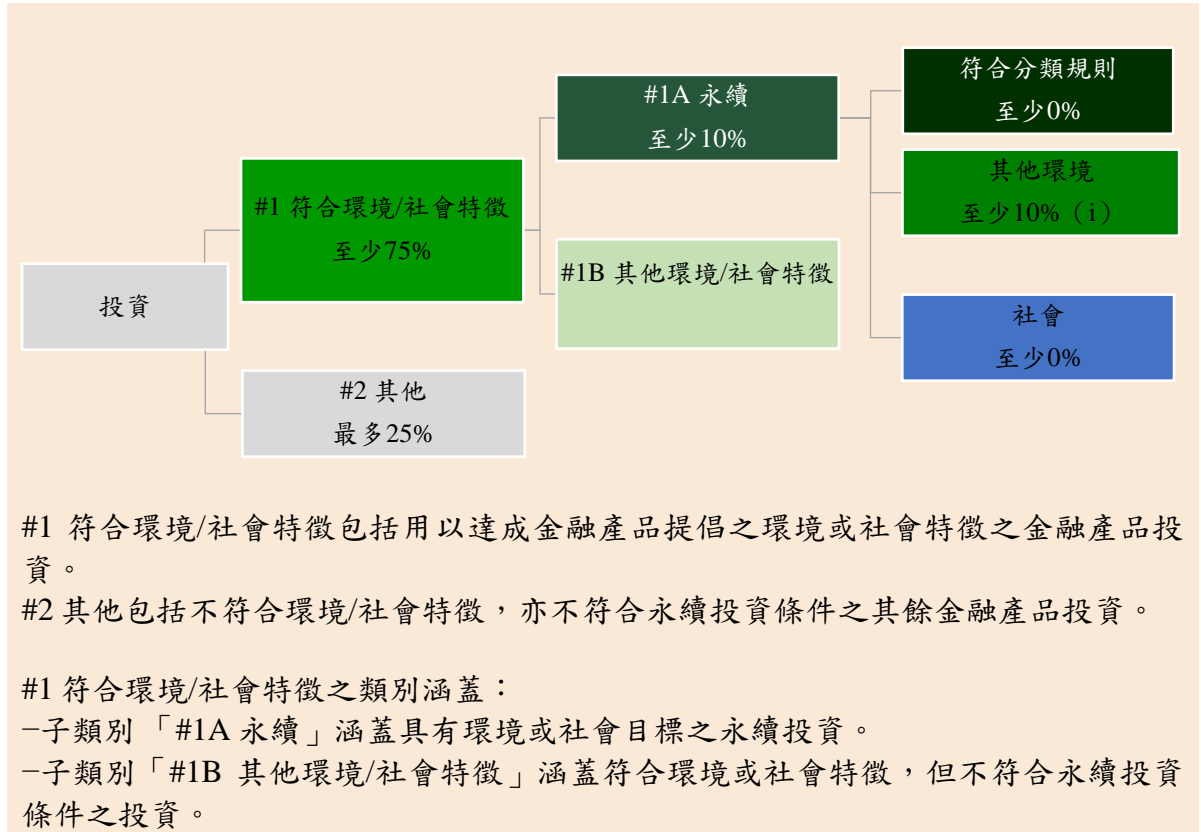 投資
#1 符合環境/社會特徵
至少75%
#2 其他
最多25%
#1A 永續
至少10%
#1B 其他環境/社會特徵
符合分類規則
至少0%
其他環境
至少10%（i）
社會
至少0%
#1 符合環境/社會特徵包括用以達成金融產品提倡之環境或社會特徵之金融產品投
資。
#2 其他包括不符合環境/社會特徵，亦不符合永續投資條件之其餘金融產品投資。
#1 符合環境/社會特徵之類別涵蓋：
–子類別 「#1A 永續」涵蓋具有環境或社會目標之永續投資。
–子類別「#1B 其他環境/社會特徵」涵蓋符合環境或社會特徵，但不符合永續投資
條件之投資。